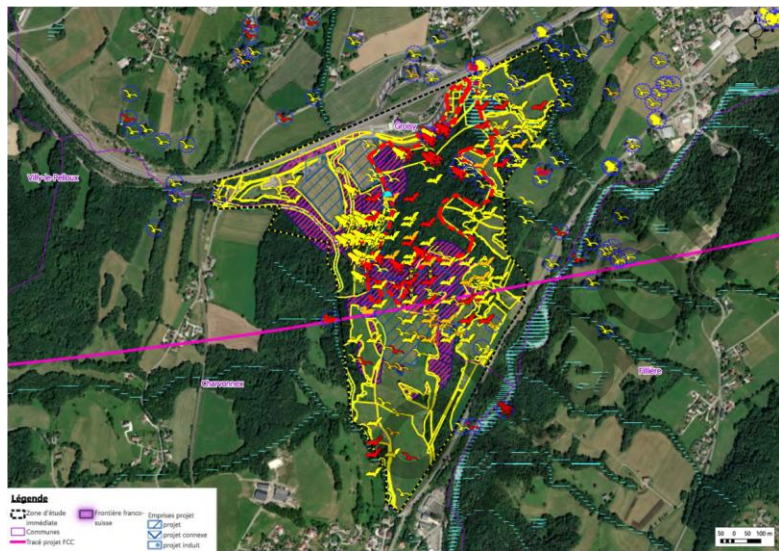 Groisy
Villy-le-Pelloux
Charvonnex
Fillière
Légende
Zone d'étude immédiate
Communes
Tracé projet FCC
Frontière franco-suisse
Emprises projet
projet
projet connexe
projet induit
50 0 50 100 m